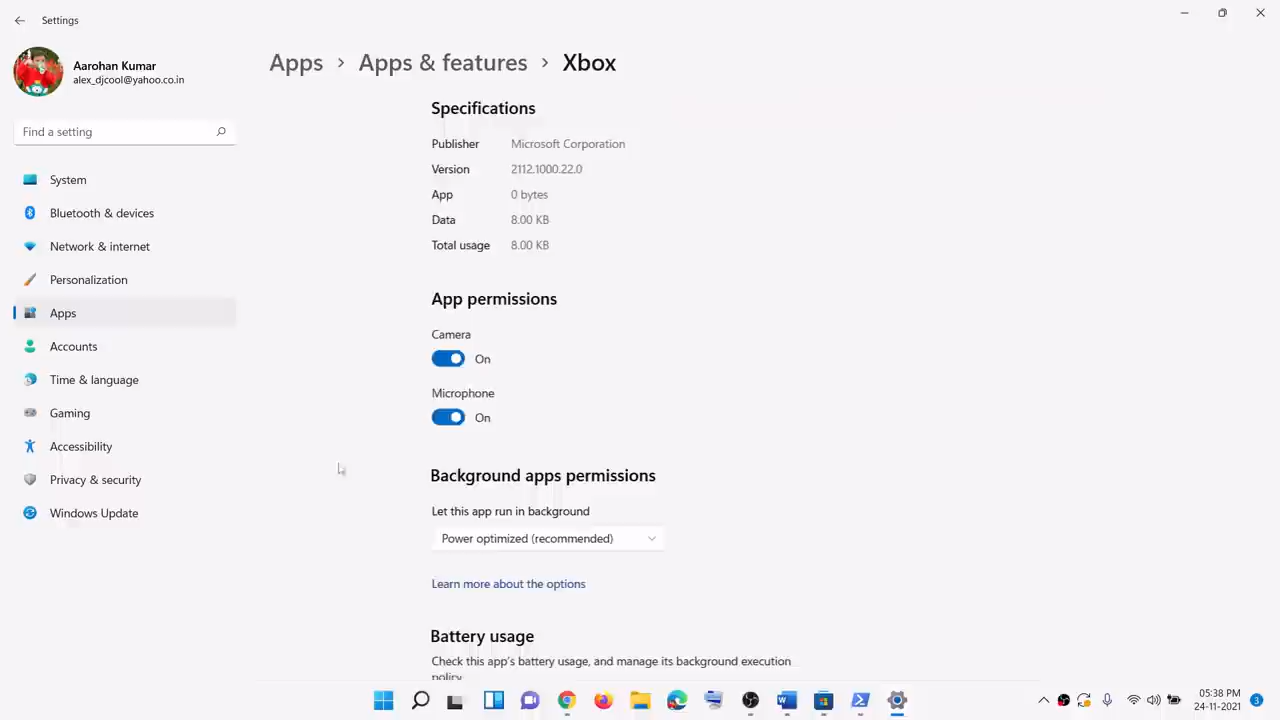 Settings
Aarohan Kumar
alex_djcool@yahoo.co.in
Find a setting
System
Bluetooth & devices
Network & internet
Personalization
Apps
Accounts
Time & language
Gaming
Accessibility
Privacy & security
Windows Update
Apps > Apps & features > Xbox
Specifications
Publisher Microsoft Corporation
Version 2112.1000.22.0
App 0 bytes
Data 8.00 KB
Total usage 8.00 KB
App permissions
Camera
On
Microphone
On
Background apps permissions
Let this app run in background
Power optimized (recommended)
Learn more about the options
Battery usage
Check this app's battery usage, and manage its background execution
policy.
05:38 PM
24-11-2021
3